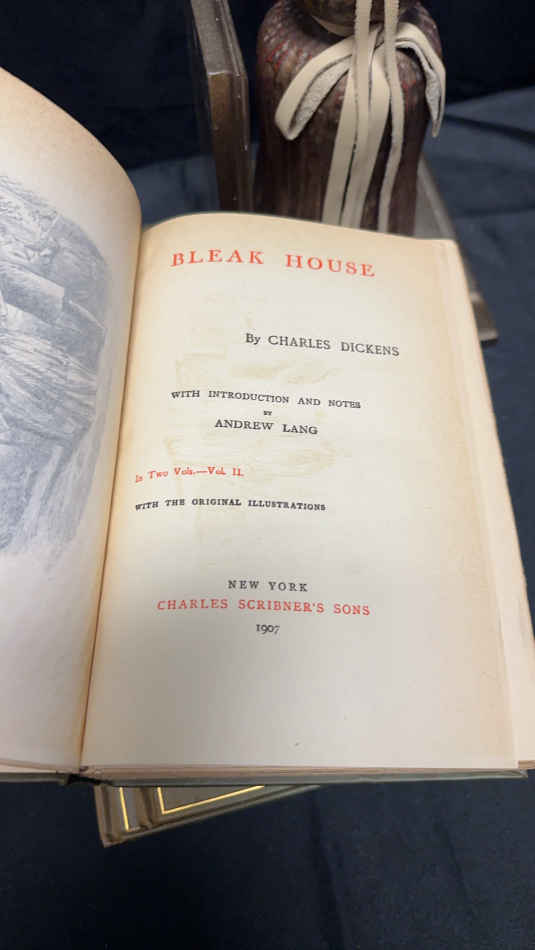 BLEAK HOUSE
By CHARLES DICKENS
WITH INTRODUCTION AND NOTES
BY
ANDREW LANG
In Two Vols.—Vol. II.
WITH THE ORIGINAL ILLUSTRATIONS
NEW YORK
CHARLES SCRIBNER'S SONS
1907